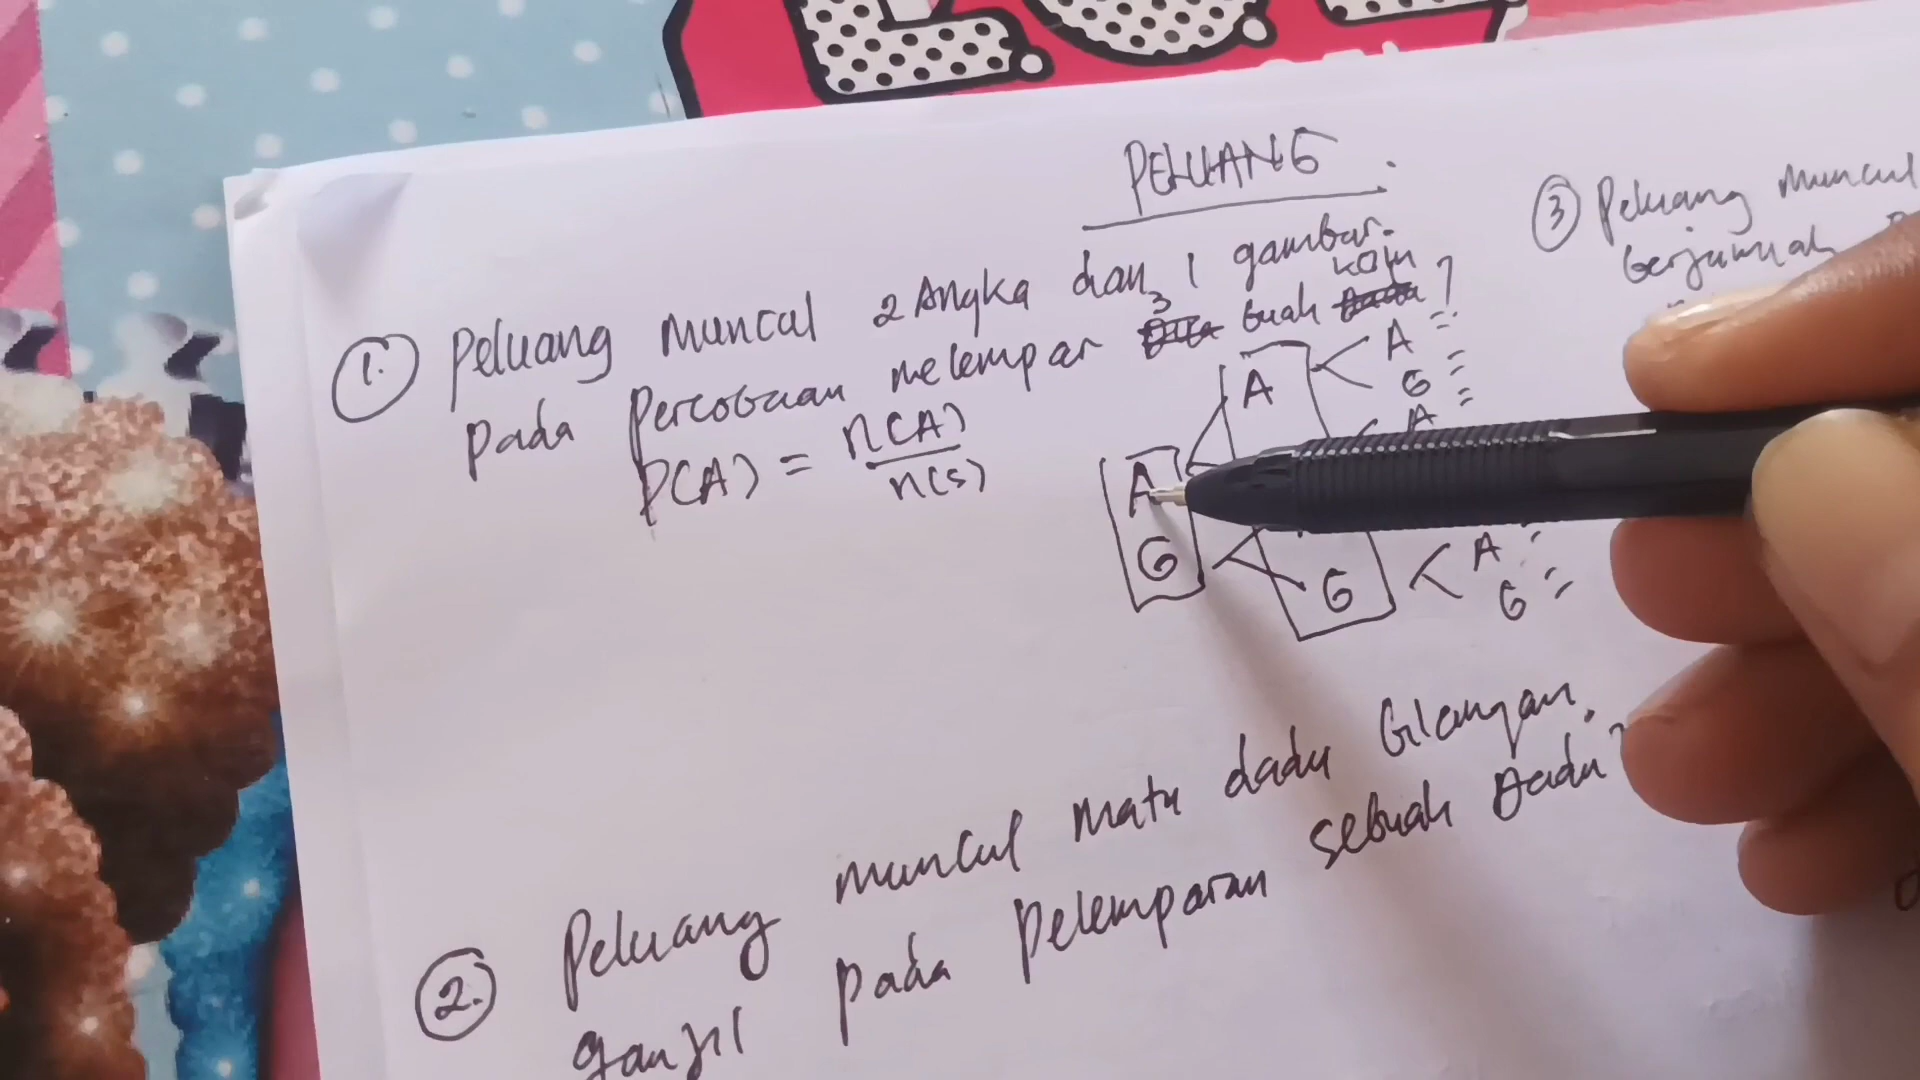 PELUANG
1. Peluang muncul 2 Angka dan 1 gambar.
pada percobaan melempar 3 buah koin ?
P(A) = n(A)
n(s)
A
G
A
G
A =
G =
A =
A =
G =
2. Peluang muncul mata dadu bilangan
ganjil pada pelemparan sebuah dadu?
3 Peluang muncul
berjumlah